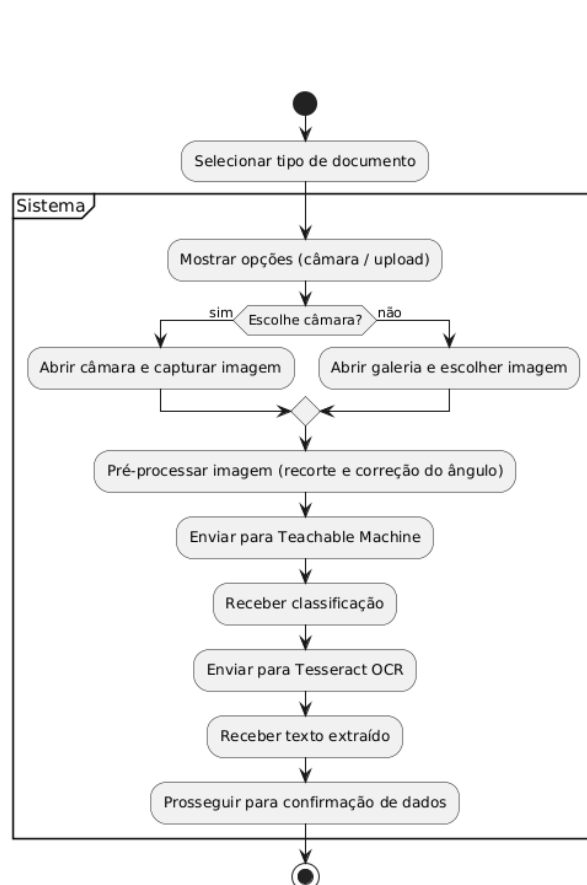 Selecionar tipo de documento
Sistema
Mostrar opções (câmara / upload)
sim
Escolhe câmara?
não
Abrir câmara e capturar imagem
Abrir galeria e escolher imagem
Pré-processar imagem (recorte e correção do ângulo)
Enviar para Teachable Machine
Receber classificação
Enviar para Tesseract OCR
Receber texto extraído
Prosseguir para confirmação de dados